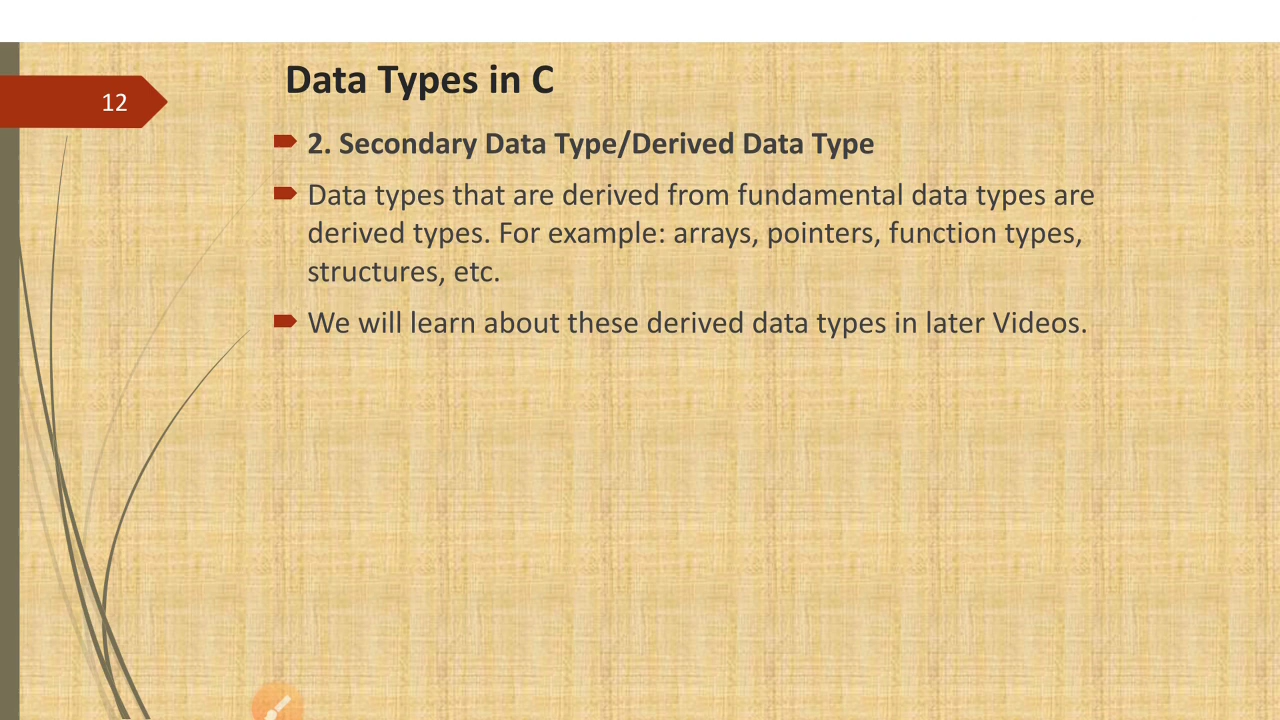 Data Types in C
12
2. Secondary Data Type/Derived Data Type
Data types that are derived from fundamental data types are
derived types. For example: arrays, pointers, function types,
structures, etc.
We will learn about these derived data types in later Videos.